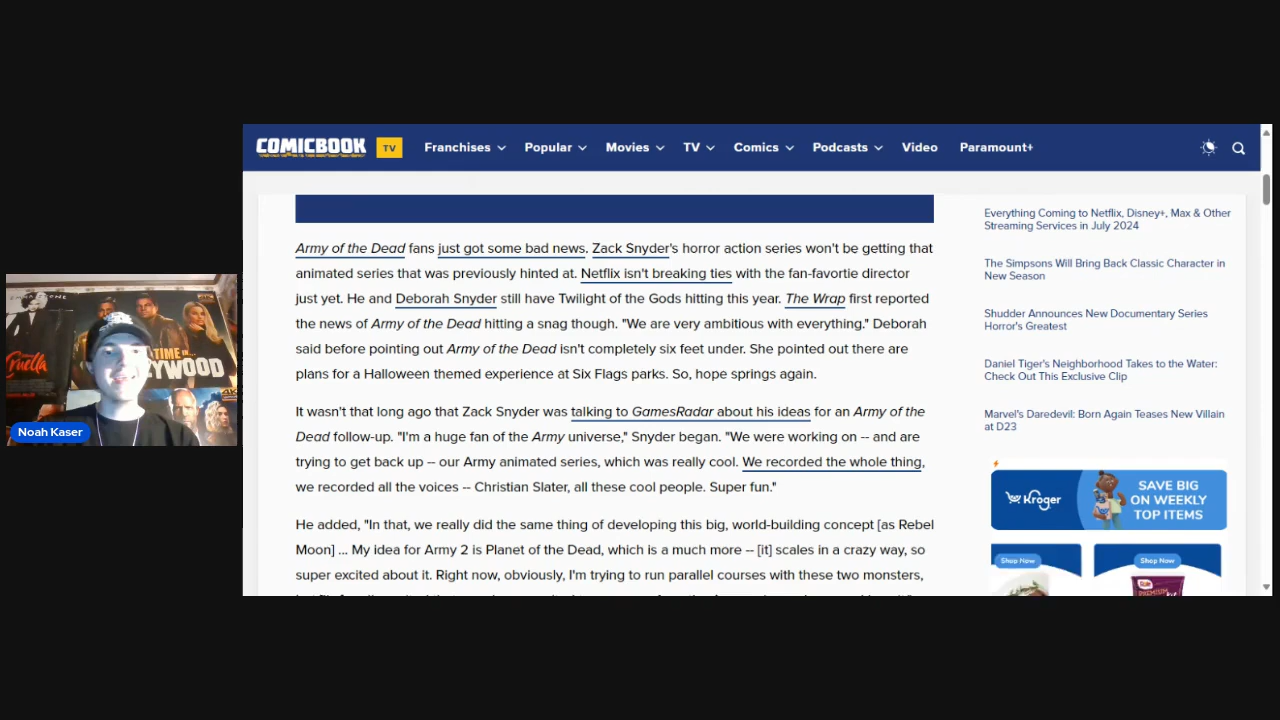 COMICBOOK TV Franchises Popular Movies TV Comics Podcasts Video Paramount+
Army of the Dead fans just got some bad news. Zack Snyder's horror action series won't be getting that
animated series that was previously hinted at. Netflix isn't breaking ties with the fan-favortie director
just yet. He and Deborah Snyder still have Twilight of the Gods hitting this year. The Wrap first reported
the news of Army of the Dead hitting a snag though. "We are very ambitious with everything." Deborah
said before pointing out Army of the Dead isn't completely six feet under. She pointed out there are
plans for a Halloween themed experience at Six Flags parks. So, hope springs again.
It wasn't that long ago that Zack Snyder was talking to GamesRadar about his ideas for an Army of the
Dead follow-up. "I'm a huge fan of the Army universe," Snyder began. "We were working on -- and are
trying to get back up -- our Army animated series, which was really cool. We recorded the whole thing,
we recorded all the voices -- Christian Slater, all these cool people. Super fun."
He added, "In that, we really did the same thing of developing this big, world-building concept [as Rebel
Moon] ... My idea for Army 2 is Planet of the Dead, which is a much more -- [it] scales in a crazy way, so
super excited about it. Right now, obviously, I'm trying to run parallel courses with these two monsters,
Everything Coming to Netflix, Disney+, Max & Other
Streaming Services in July 2024
The Simpsons Will Bring Back Classic Character in
New Season
Shudder Announces New Documentary Series
Horror's Greatest
Daniel Tiger's Neighborhood Takes to the Water:
Check Out This Exclusive Clip
Marvel's Daredevil: Born Again Teases New Villain
at D23
Kroger
SAVE BIG
ON WEEKLY
TOP ITEMS
Shop Now
Shop Now
Dole
PREMIUM
Cruella
TIME IN...
YWOOD
4K
Noah Kaser